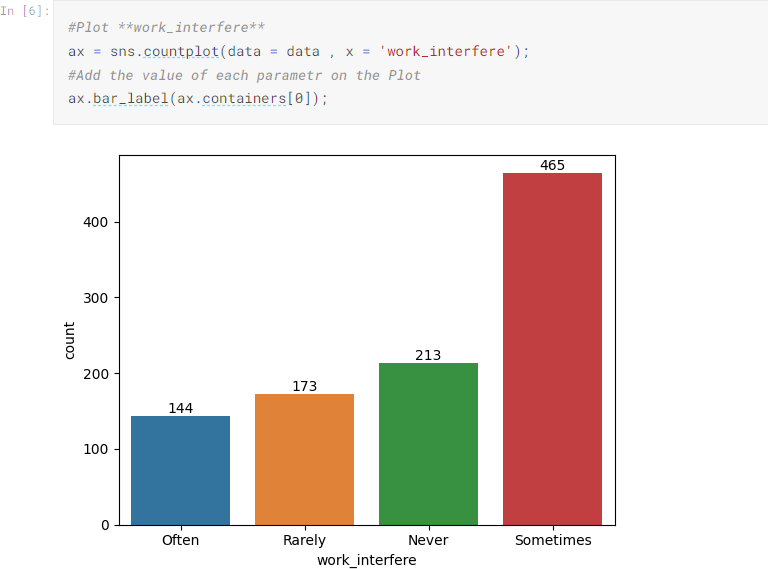 In [6]:
#Plot **work_interfere**
ax = sns.countplot(data = data , x = 'work_interfere');
#Add the value of each parametr on the Plot
ax.bar_label(ax.containers[0]);
465
400
300
count
213
200
173
144
100
0
Often Rarely Never Sometimes
work_interfere